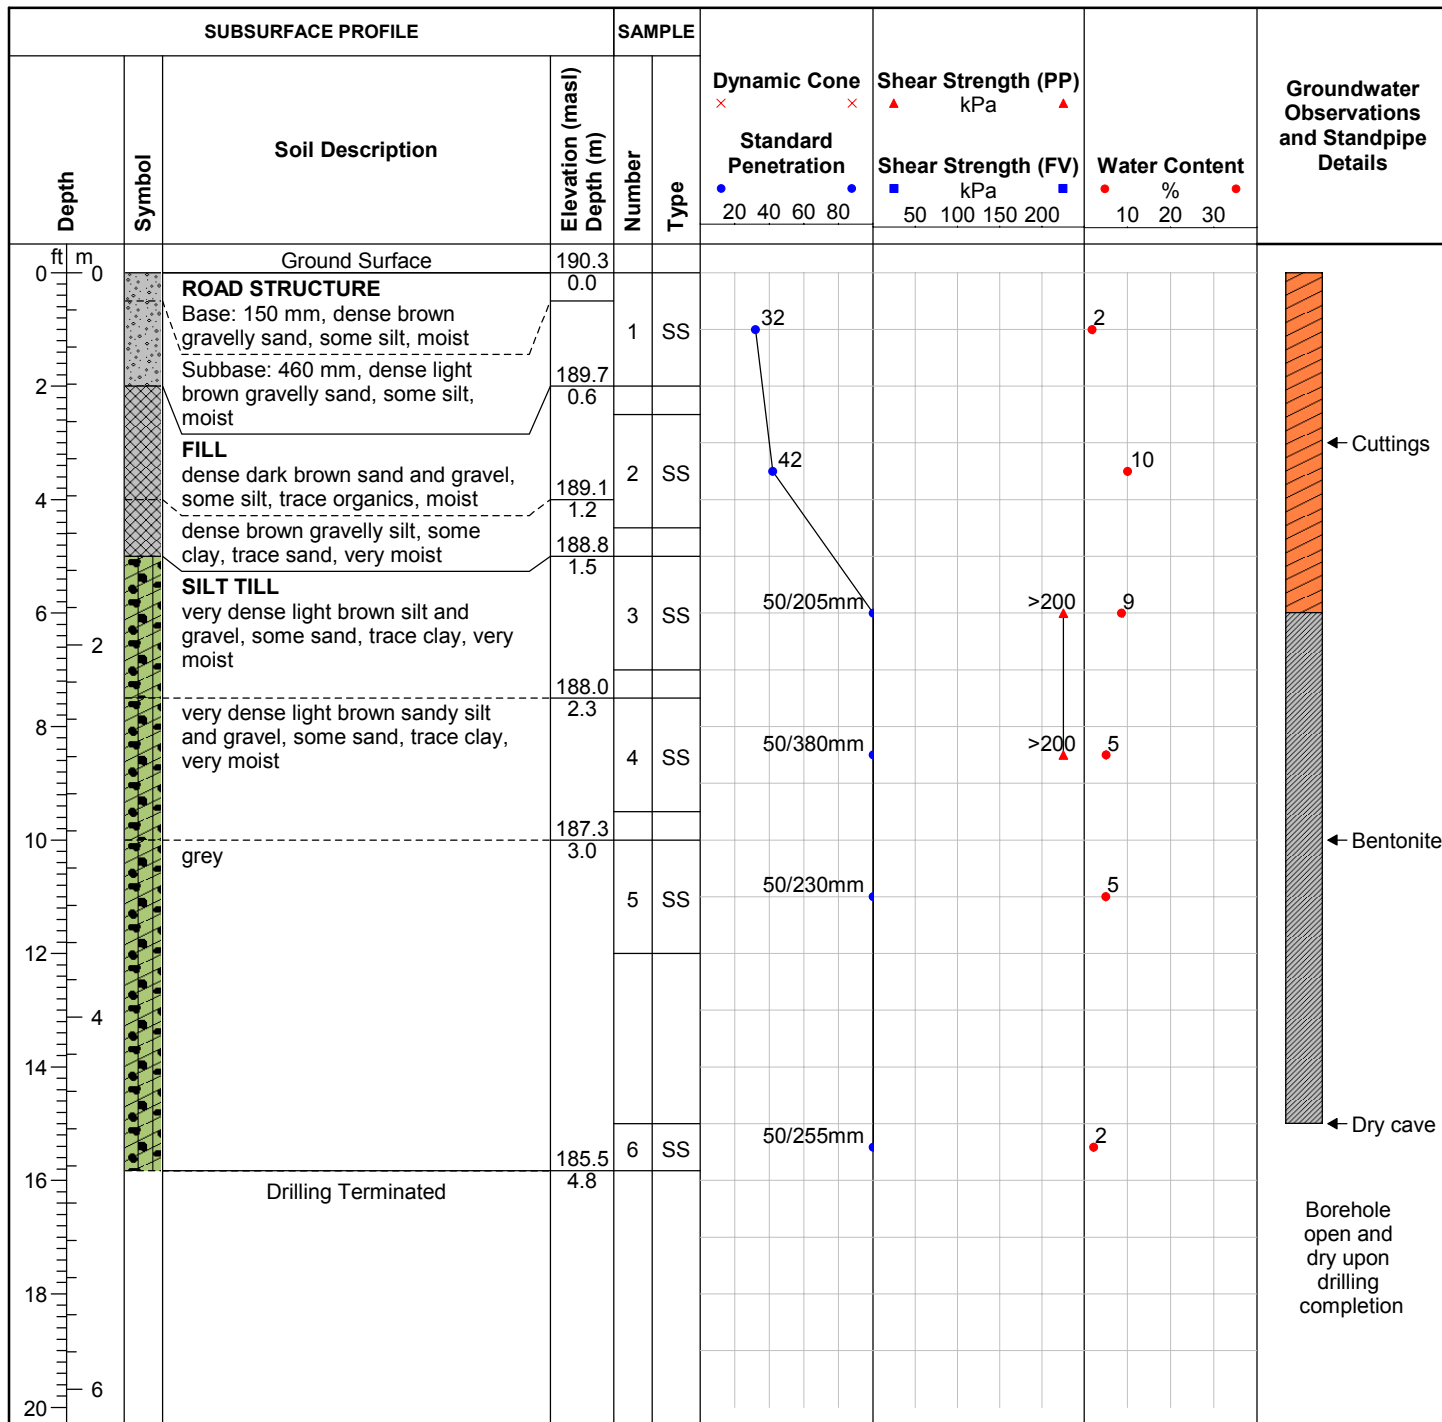 SUBSURFACE PROFILE
SAMPLE
Depth
Symbol
Soil Description
Elevation (masl)
Depth (m)
Number
Type
Dynamic Cone
Standard
Penetration
20 40 60 80
Shear Strength (PP)
kPa
Shear Strength (FV)
kPa
50 100 150 200
Water Content
%
10 20 30
Groundwater
Observations
and Standpipe
Details
ft m
Ground Surface
190.3
0 0
0.0
ROAD STRUCTURE
Base: 150 mm, dense brown
gravelly sand, some silt, moist
1 SS
32
2
Subbase: 460 mm, dense light
brown gravelly sand, some silt,
moist
189.7
2
0.6
FILL
dense dark brown sand and gravel,
some silt, trace organics, moist
2 SS
42
10
Cuttings
189.1
4
1.2
dense brown gravelly silt, some
clay, trace sand, very moist
188.8
1.5
SILT TILL
very dense light brown silt and
gravel, some sand, trace clay, very
moist
6
2
3 SS
50/205mm
>200
9
188.0
2.3
very dense light brown sandy silt
and gravel, some sand, trace clay,
very moist
8
4 SS
50/380mm
>200
5
187.3
10
3.0
grey
Bentonite
5 SS
50/230mm
5
12
4
14
Dry cave
6 SS
50/255mm
2
185.5
16
4.8
Drilling Terminated
Borehole
open and
dry upon
drilling
completion
18
6
20